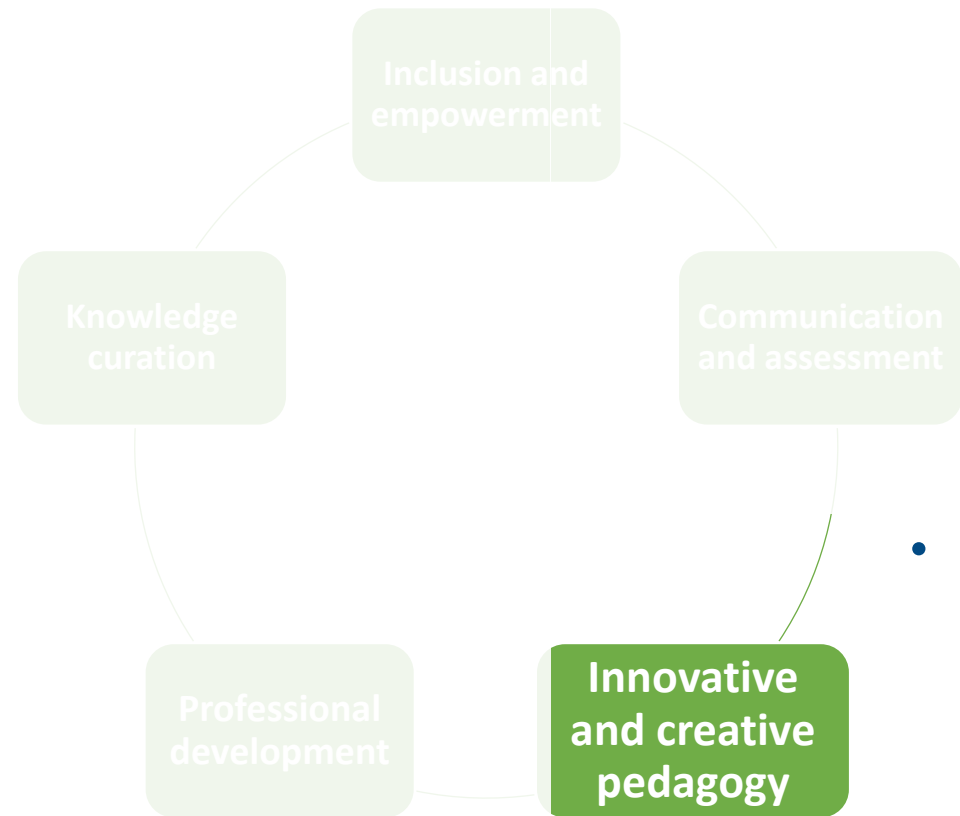 Inclusion and
empowerment
Knowledge
curation
Communication
and assessment
Professional
development
Innovative
and creative
pedagogy